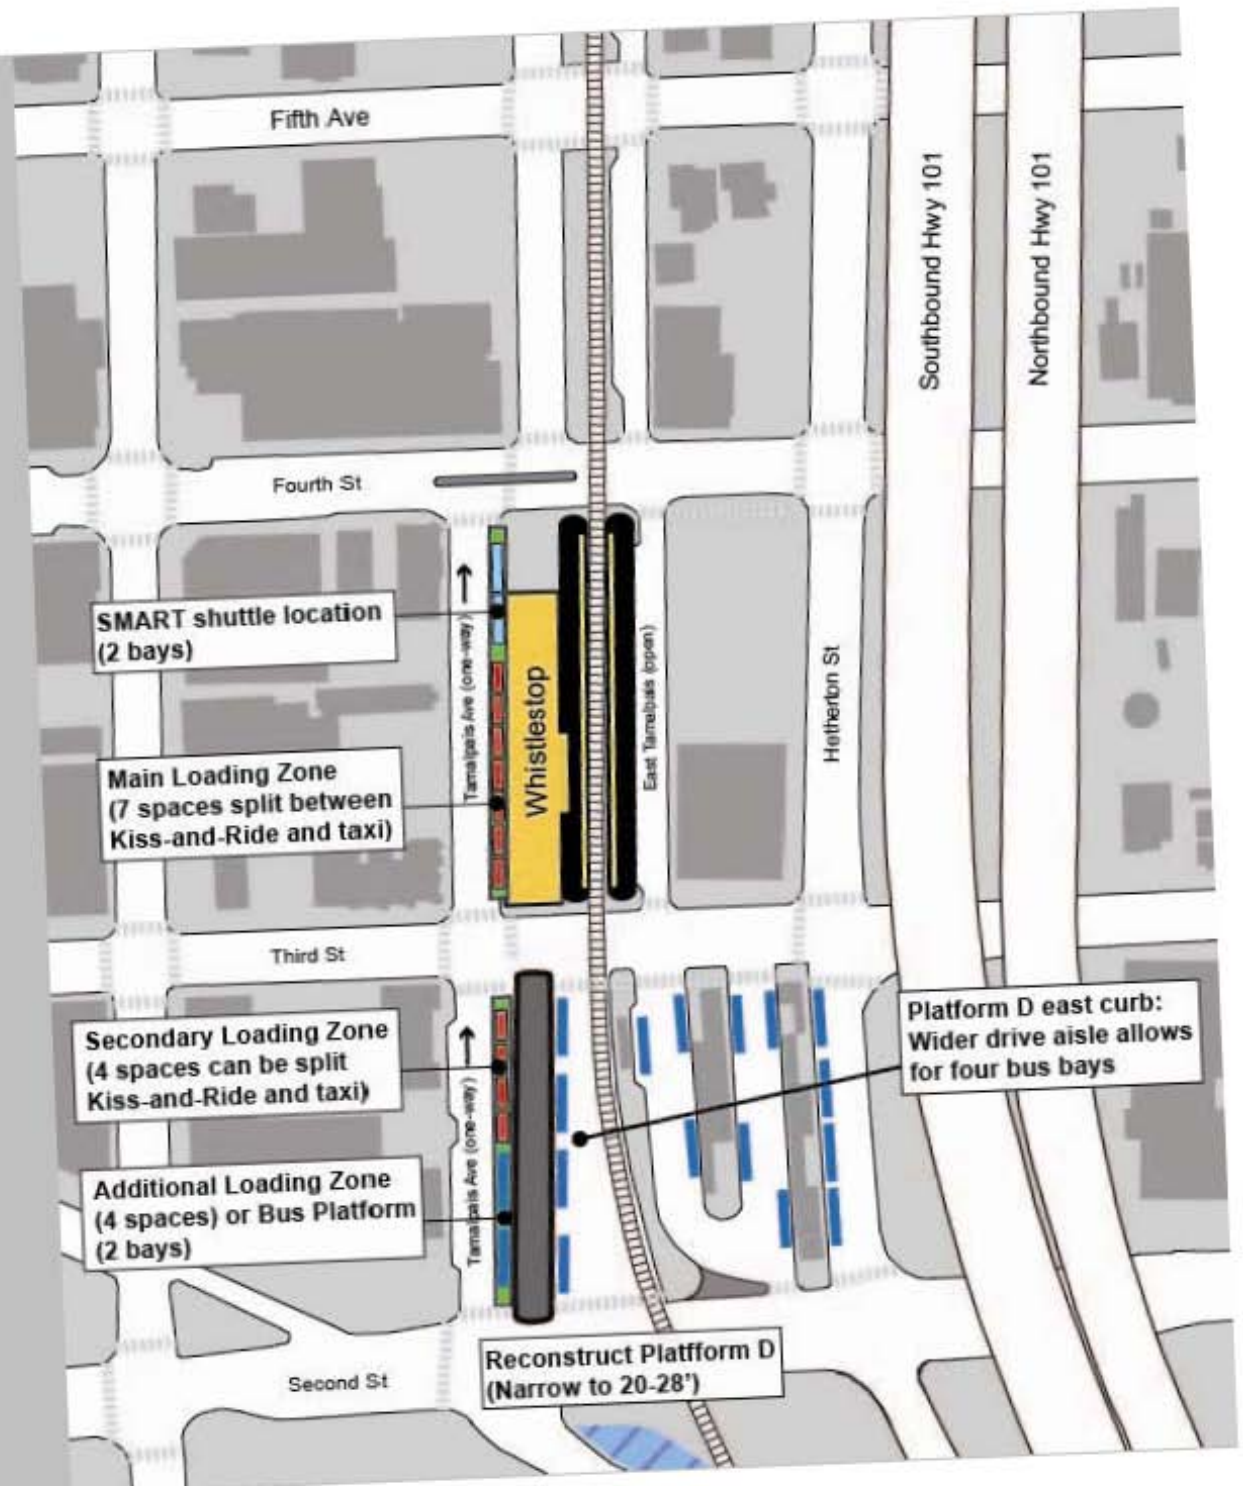 Fifth Ave
Southbound Hwy 101
Northbound Hwy 101
Fourth St
SMART shuttle location
(2 bays)
Tamalpais Ave (one-way)
Whistlestop
East Tamalpais (open)
Hetherton St
Main Loading Zone
(7 spaces split between
Kiss-and-Ride and taxi)
Third St
Platform D east curb:
Wider drive aisle allows
for four bus bays
Secondary Loading Zone
(4 spaces can be split
Kiss-and-Ride and taxi)
Tamalpais Ave (one-way)
Additional Loading Zone
(4 spaces) or Bus Platform
(2 bays)
Reconstruct Platfform D
(Narrow to 20-28')
Second St